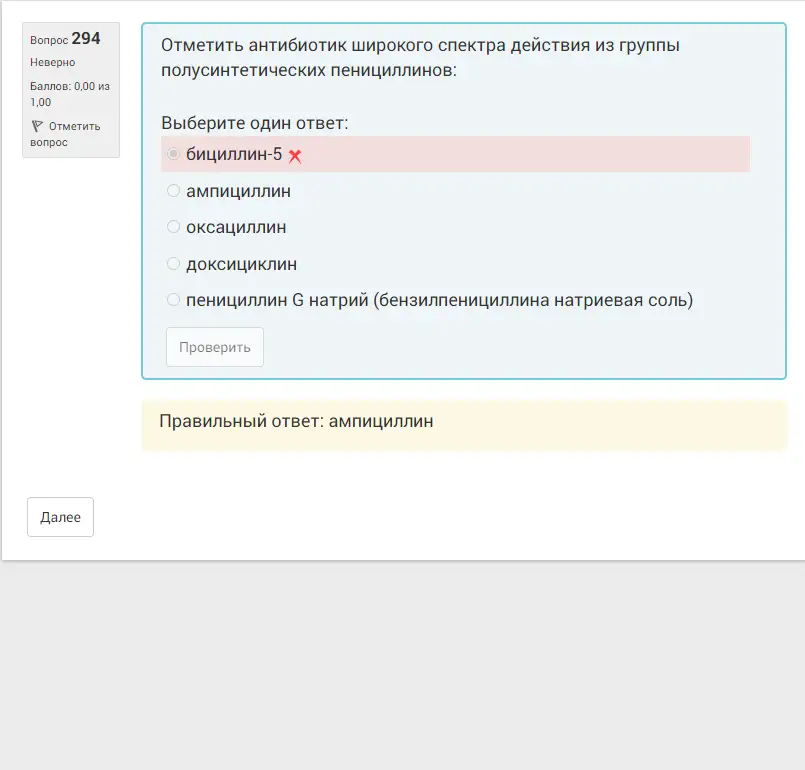 Вопрос 294
Неверно
Баллов: 0,00 из
1,00
Отметить
вопрос
Отметить антибиотик широкого спектра действия из группы
полусинтетических пенициллинов:
Выберите один ответ:
бициллин-5
ампициллин
оксациллин
доксициклин
пенициллин G натрий (бензилпенициллина натриевая соль)
Проверить
Правильный ответ: ампициллин
Далее